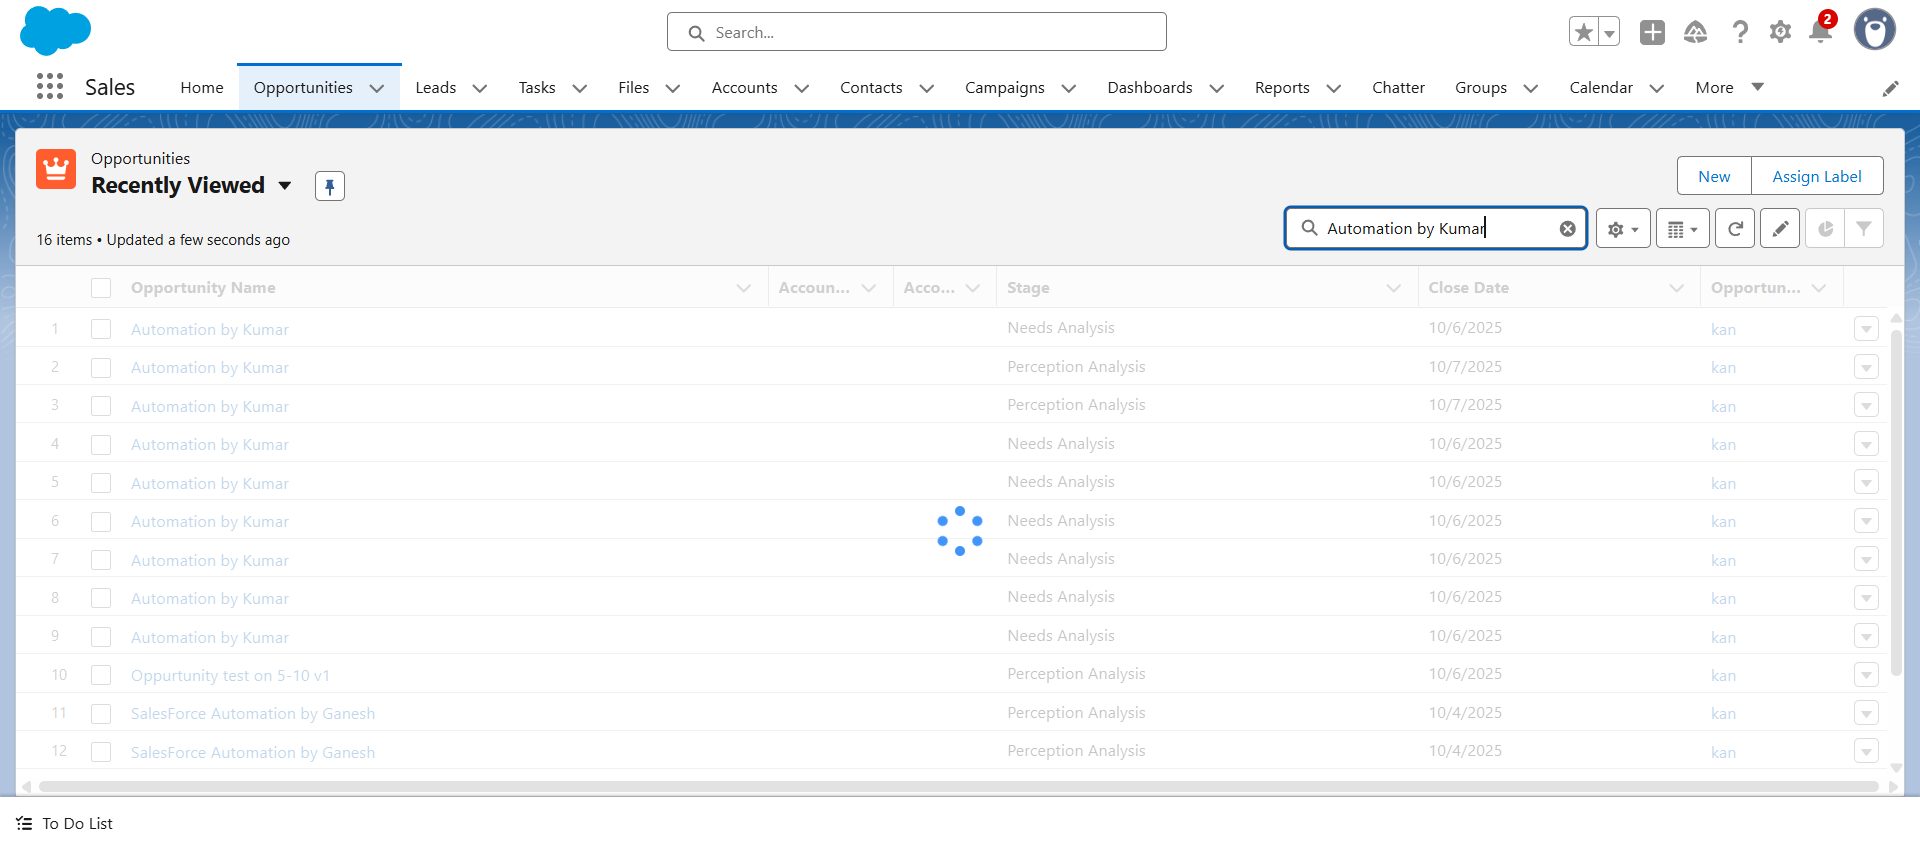 Search...
2
Sales
Home
Opportunities
Leads
Tasks
Files
Accounts
Contacts
Campaigns
Dashboards
Reports
Chatter
Groups
Calendar
More
Opportunities
Recently Viewed
New
Assign Label
16 items • Updated a few seconds ago
Automation by Kumar
Opportunity Name Accoun... Acco... Stage Close Date Opportun...
1 Automation by Kumar Needs Analysis 10/6/2025 kan
2 Automation by Kumar Perception Analysis 10/7/2025 kan
3 Automation by Kumar Perception Analysis 10/7/2025 kan
4 Automation by Kumar Needs Analysis 10/6/2025 kan
5 Automation by Kumar Needs Analysis 10/6/2025 kan
6 Automation by Kumar Needs Analysis 10/6/2025 kan
7 Automation by Kumar Needs Analysis 10/6/2025 kan
8 Automation by Kumar Needs Analysis 10/6/2025 kan
9 Automation by Kumar Needs Analysis 10/6/2025 kan
10 Oppurtunity test on 5-10 v1 Perception Analysis 10/6/2025 kan
11 SalesForce Automation by Ganesh Perception Analysis 10/4/2025 kan
12 SalesForce Automation by Ganesh Perception Analysis 10/4/2025 kan
To Do List